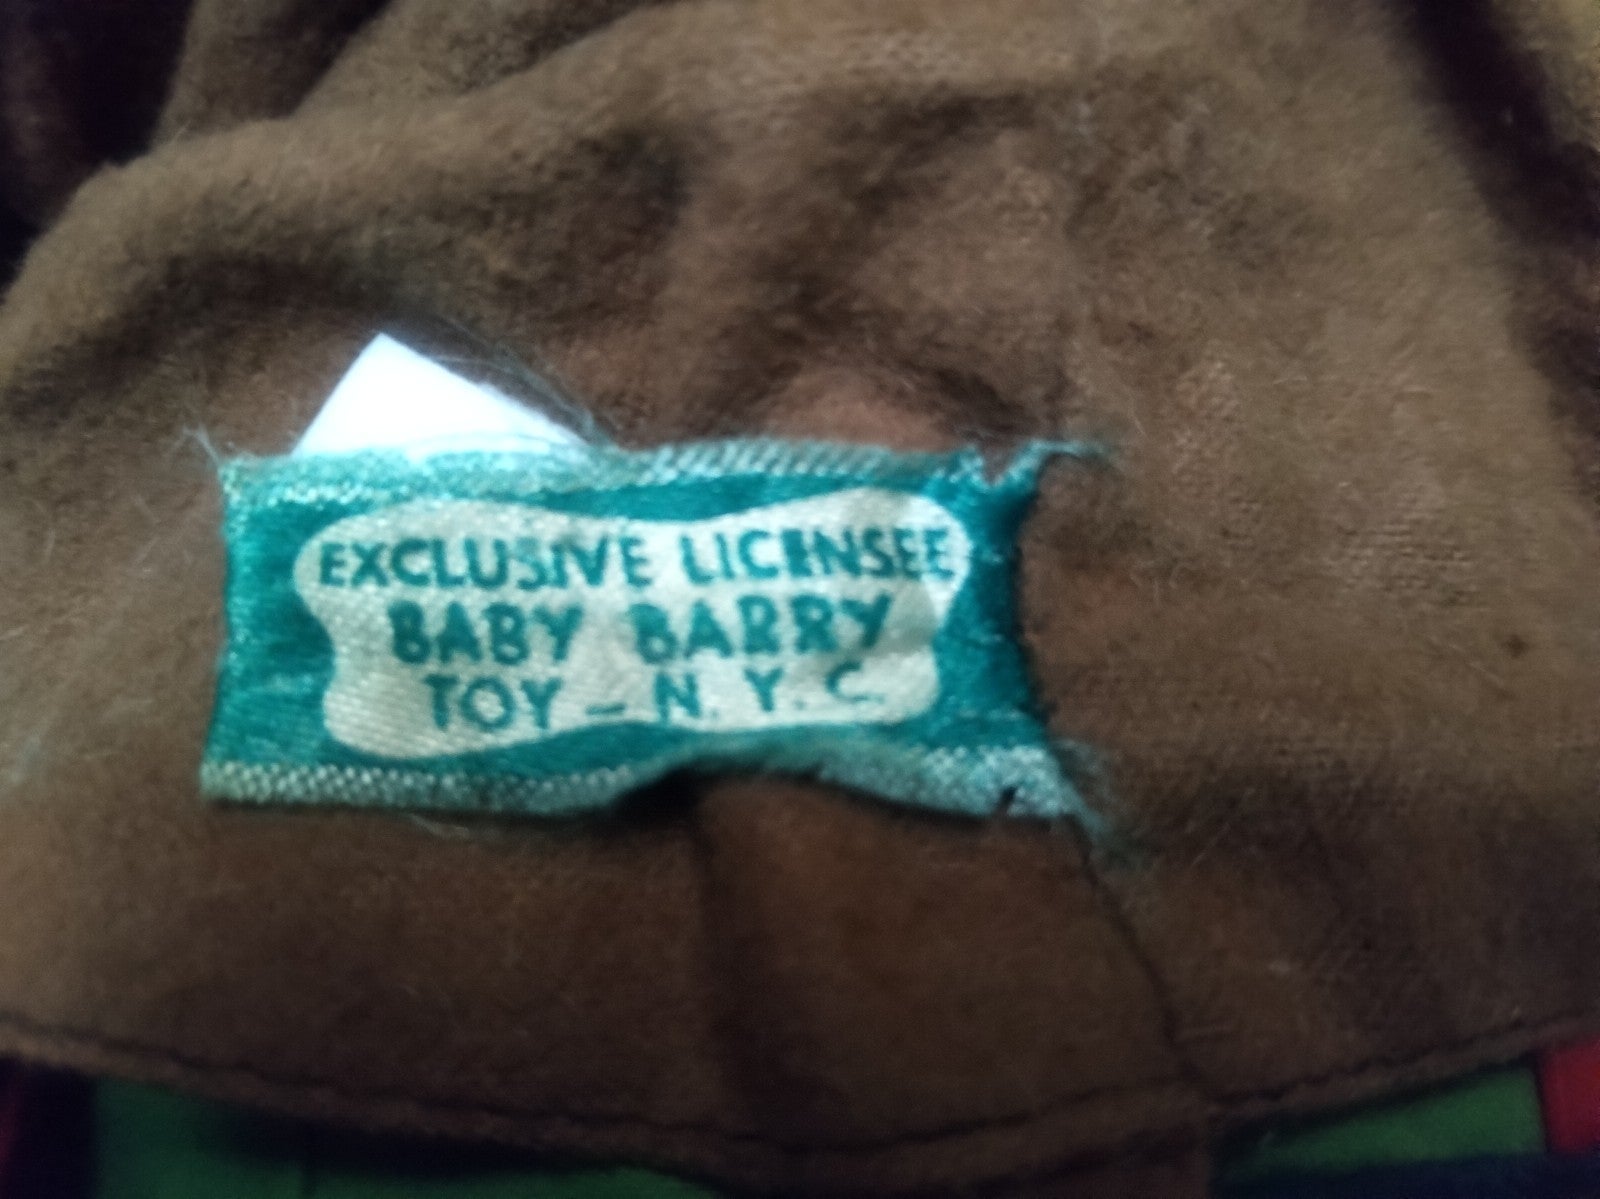 EXCLUSIVE LICENSEE
BABY BARRY
TOY - N.Y.C.